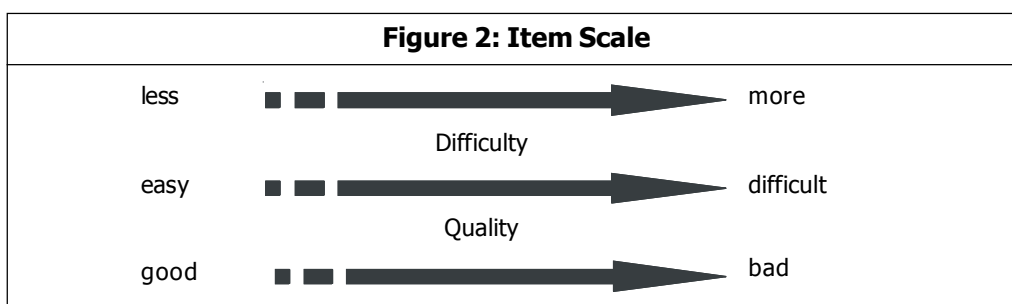 Figure 2: Item Scale
less more
Difficulty
easy difficult
Quality
good bad